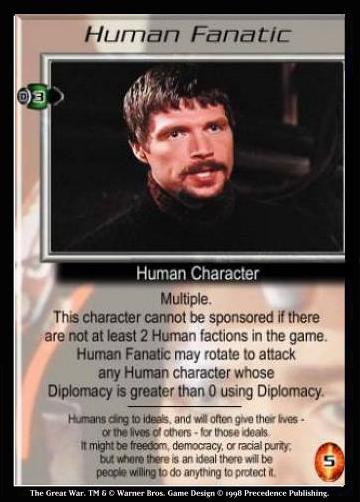 Human Fanatic
D 3
Human Character
Multiple.
This character cannot be sponsored if there
are not at least 2 Human factions in the game.
Human Fanatic may rotate to attack
any Human character whose
Diplomacy is greater than 0 using Diplomacy.
Humans cling to ideals, and will often give their lives -
or the lives of others - for those ideals.
It might be freedom, democracy, or racial purity;
but where there is an ideal there will be
people willing to do anything to protect it.
5
The Great War. TM & © Warner Bros. Game Design © 1998 Precedence Publishing.